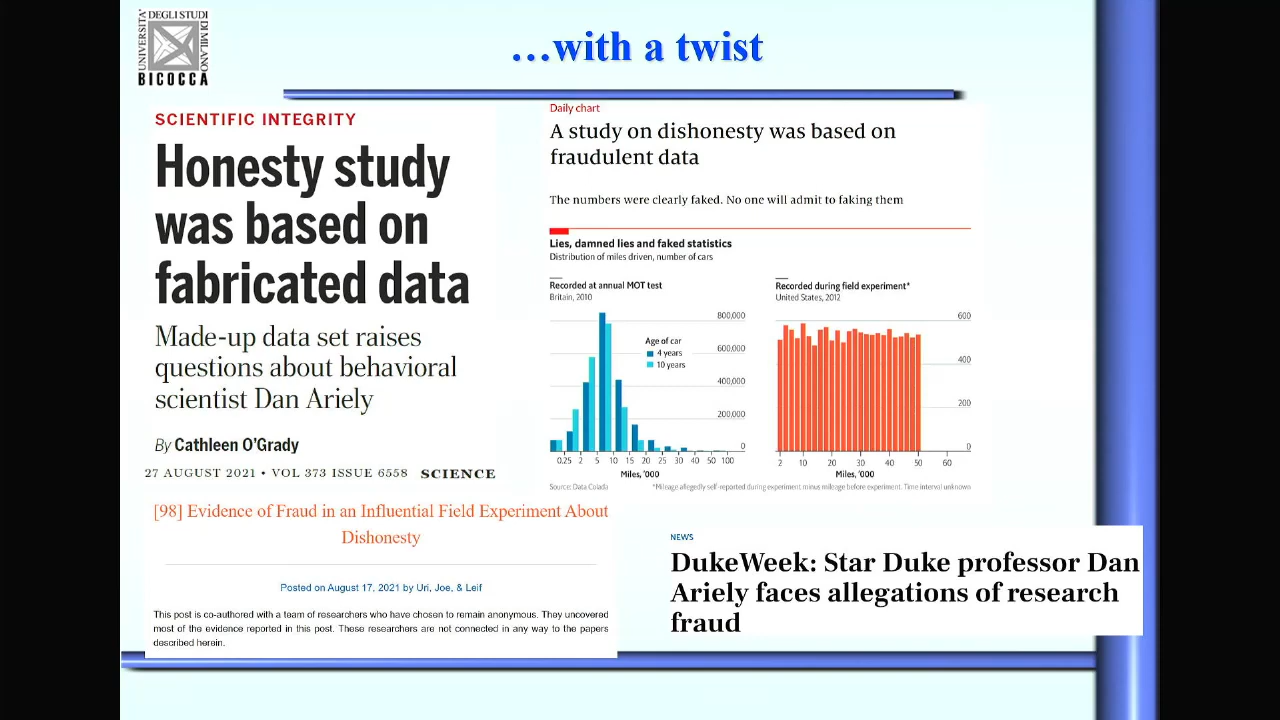 UNIVERSITA' DEGLI STUDI DI MILANO
BICOCCA
...with a twist
SCIENTIFIC INTEGRITY
Honesty study
was based on
fabricated data
Made-up data set raises
questions about behavioral
scientist Dan Ariely
By Cathleen O'Grady
27 AUGUST 2021 • VOL 373 ISSUE 6558 SCIENCE
Daily chart
A study on dishonesty was based on
fraudulent data
The numbers were clearly faked. No one will admit to faking them
Lies, damned lies and faked statistics
Distribution of miles driven, number of cars
Recorded at annual MOT test
Britain, 2010
800,000
600,000
400,000
200,000
0
Age of car
4 years
10 years
0.25 2 5 10 15 20 25 30 40 50 100
Miles, '000
Recorded during field experiment*
United States, 2012
600
400
200
0
2 10 20 30 40 50 60
Miles, '000
Source: Data Colada
*Mileage allegedly self-reported during experiment minus mileage before experiment. Time interval unknown
[98] Evidence of Fraud in an Influential Field Experiment About
Dishonesty
Posted on August 17, 2021 by Uri, Joe, & Leif
This post is co-authored with a team of researchers who have chosen to remain anonymous. They uncovered
most of the evidence reported in this post. These researchers are not connected in any way to the papers
described herein.
NEWS
DukeWeek: Star Duke professor Dan
Ariely faces allegations of research
fraud